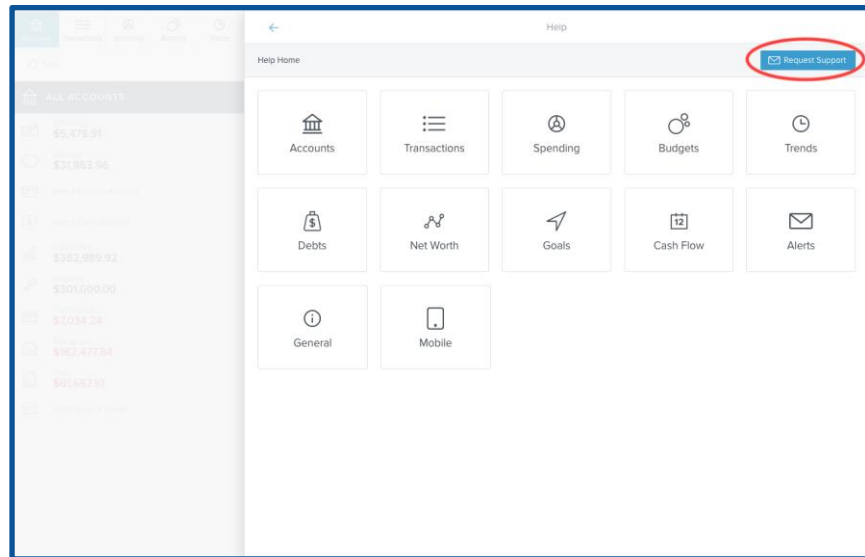 Help
Help Home
Request Support
ALL ACCOUNTS
$5,478.91
$31,863.96
$382,989.92
$301,000.00
$7,034.24
$162,477.84
Accounts
Transactions
Spending
Budgets
Trends
Debts
Net Worth
Goals
12
Cash Flow
Alerts
General
Mobile